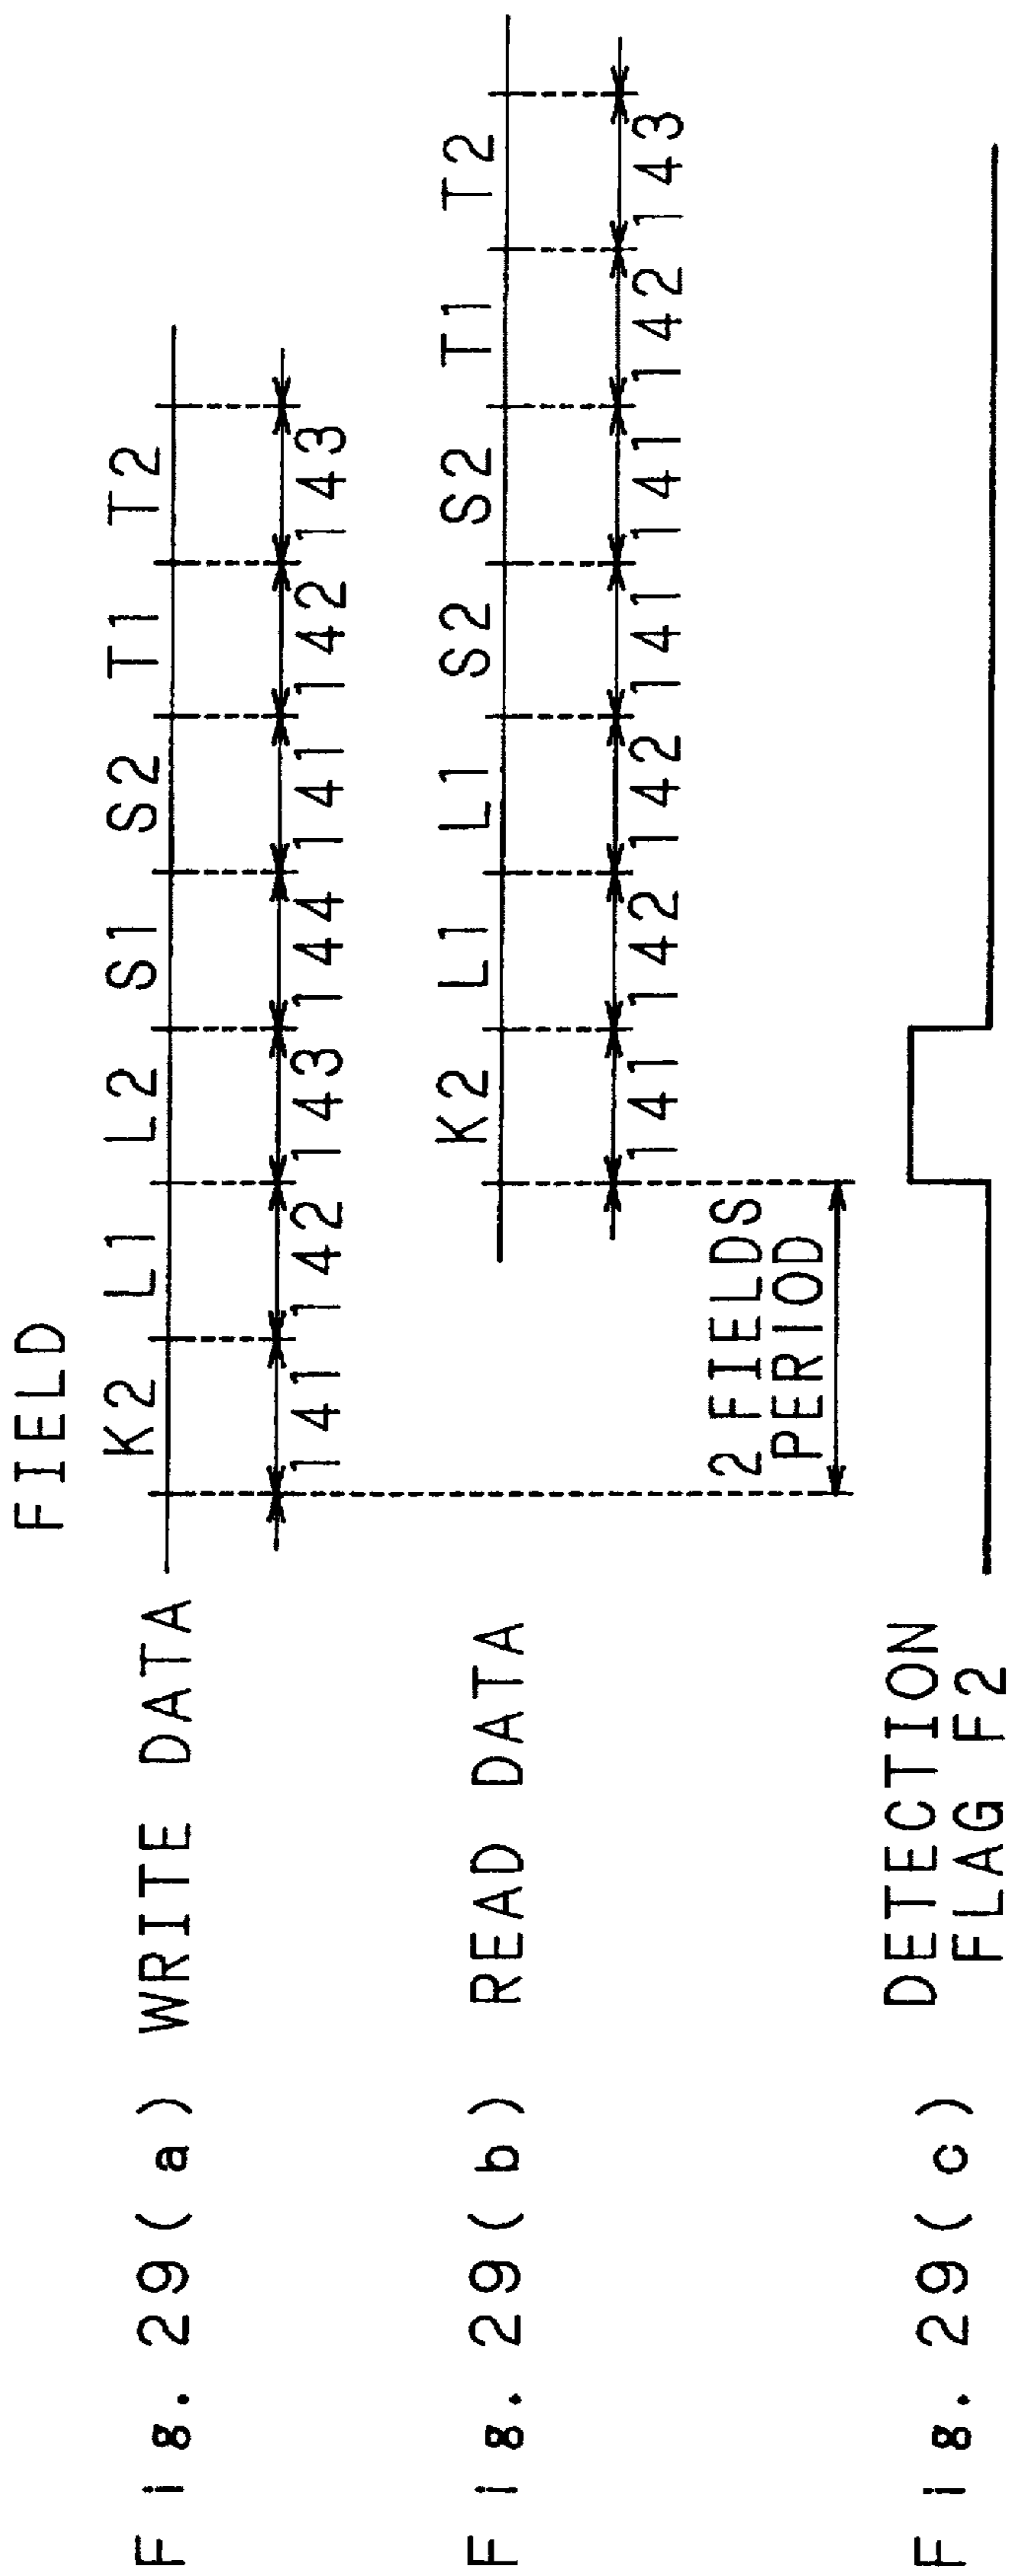 FIELD
Fig. 29(a) WRITE DATA K2 L1 L2 S1 S2 T1 T2
141 142 143 144 141 142 143
Fig. 29(b) READ DATA K2 L1 L1 S2 S2 T1 T2
141 142 142 141 141 142 143
2 FIELDS
PERIOD
Fig. 29(c) DETECTION
FLAG F2